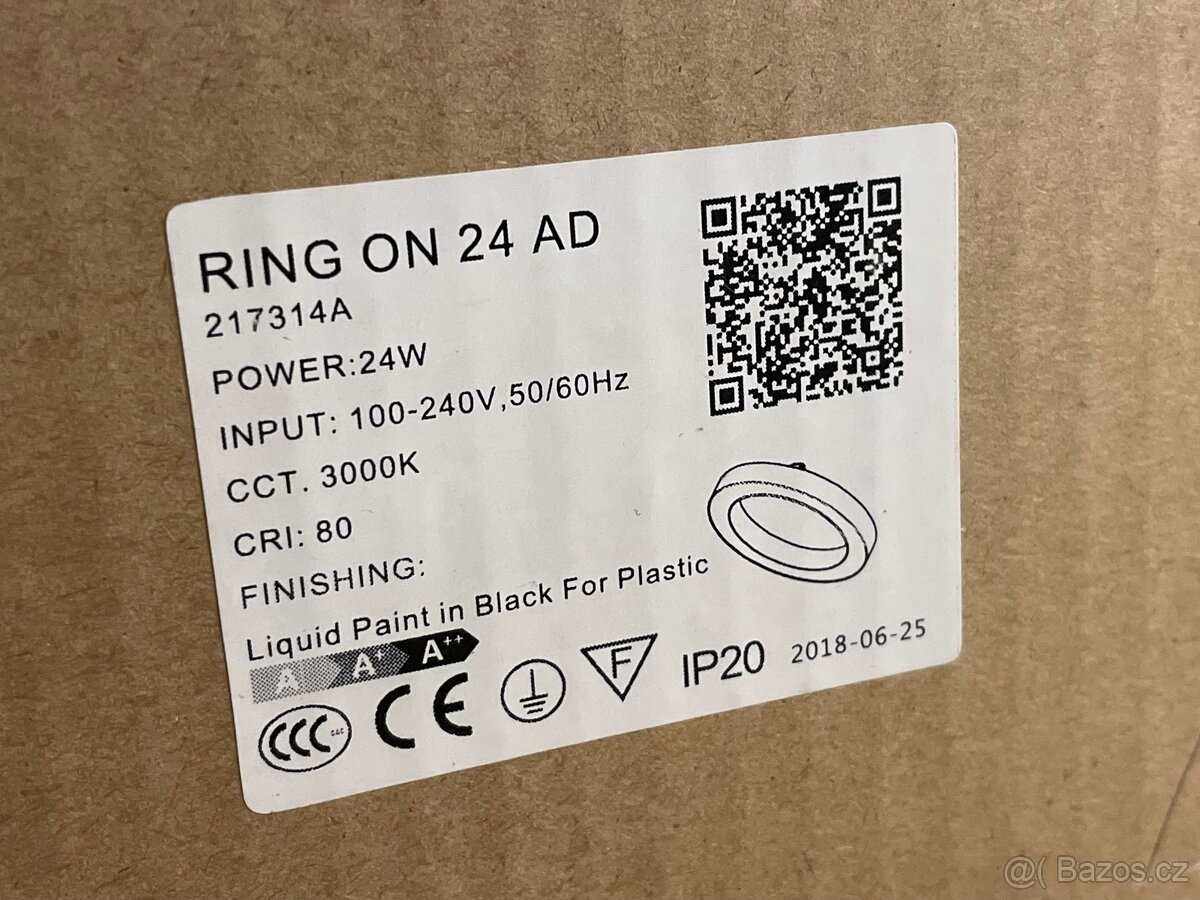 RING ON 24 AD
217314A
POWER:24W
INPUT: 100-240V,50/60Hz
CCT. 3000K
CRI: 80
FINISHING:
Liquid Paint in Black For Plastic
A A+ A++
CCC CE F IP20 2018-06-25
@( Bazos.cz